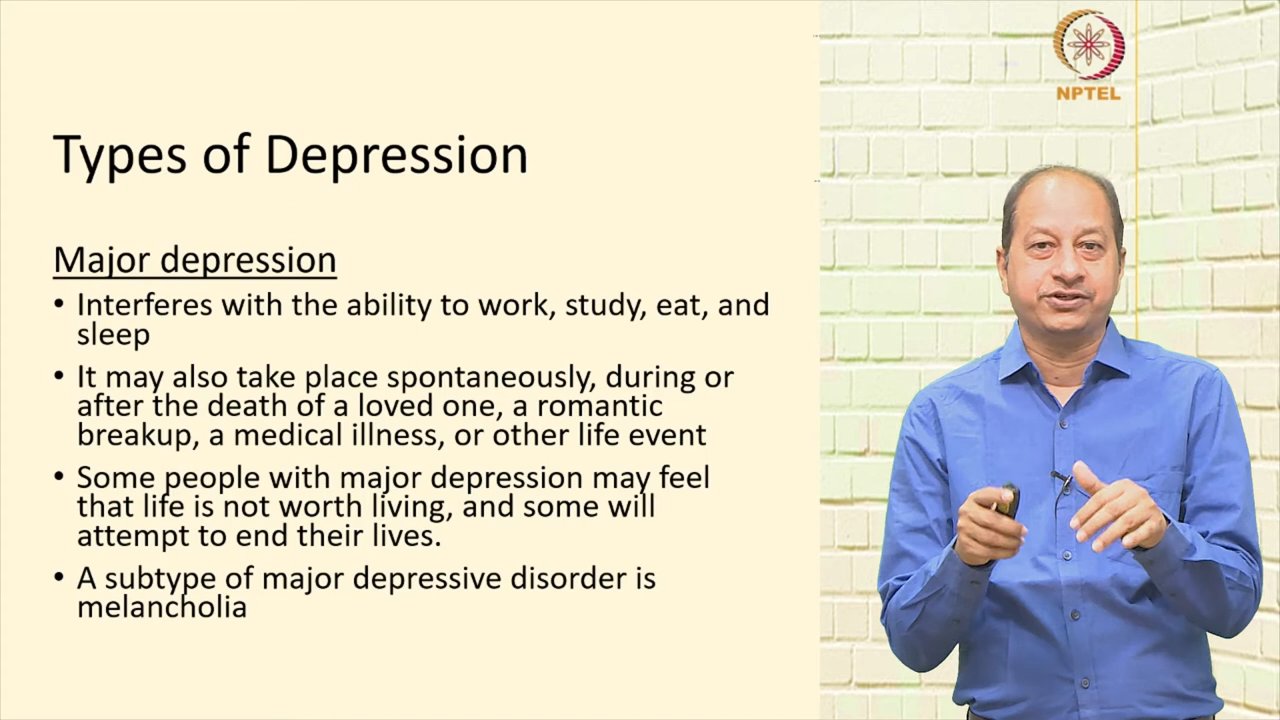 Types of Depression
Major depression
• Interferes with the ability to work, study, eat, and
sleep
• It may also take place spontaneously, during or
after the death of a loved one, a romantic
breakup, a medical illness, or other life event
• Some people with major depression may feel
that life is not worth living, and some will
attempt to end their lives.
• A subtype of major depressive disorder is
melancholia
NPTEL